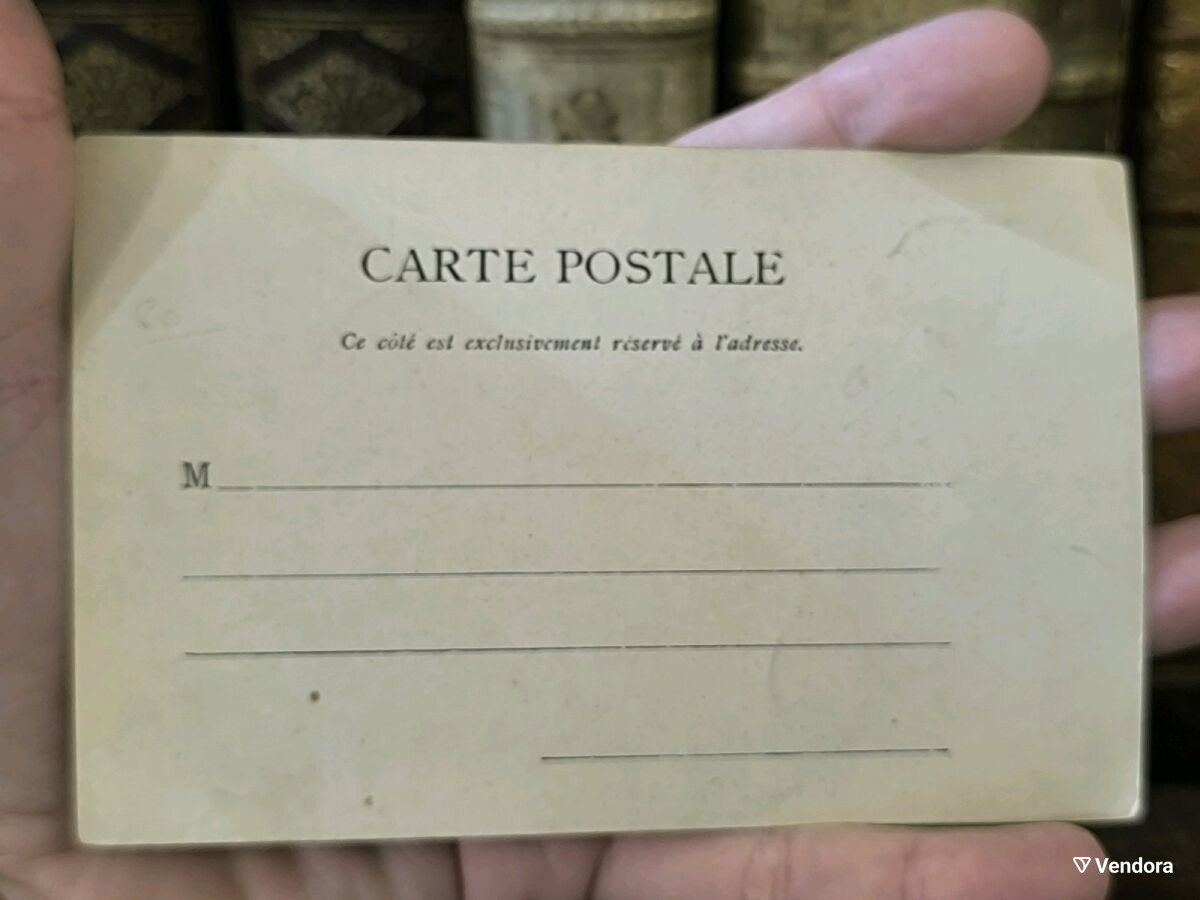 CARTE POSTALE
Ce côté est exclusivement réservé à l'adresse.
M
Vendora